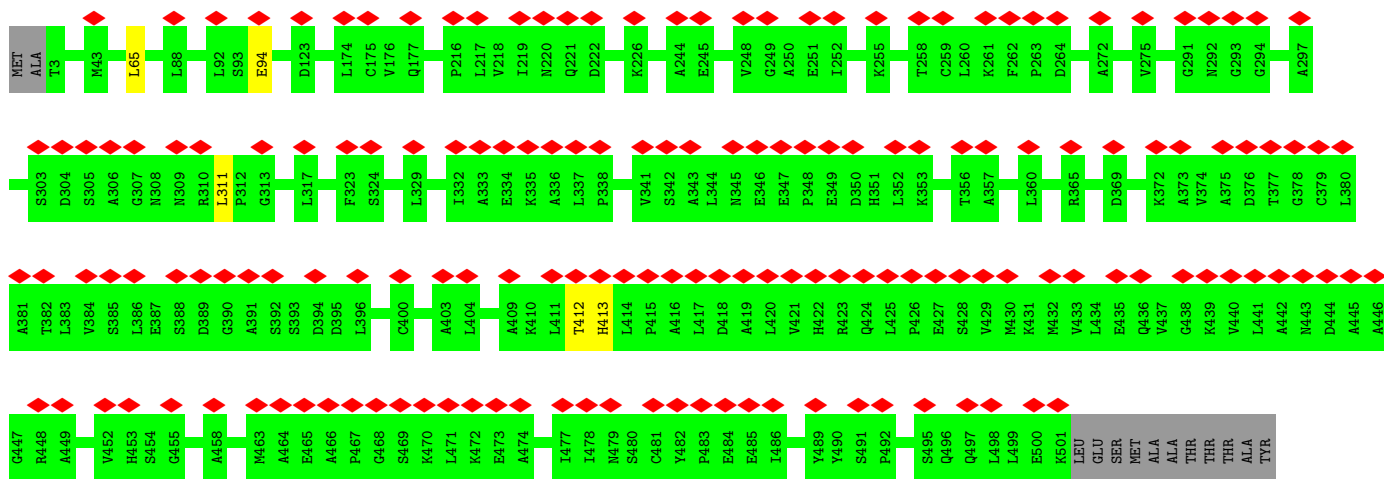 MET ALA T3 M43 L65 L88 L92 S93 E94 D123 L174 C175 V176 Q177 P216 L217 V218 I219 N220 Q221 D222 K226 A244 E245 V248 G249 A250 E251 I252 K255 T258 C259 L260 K261 F262 P263 D264 A272 V275 G291 N292 G293 G294 A297
S303 D304 S305 A306 G307 N308 N309 R310 L311 P312 G313 L317 F323 S324 L329 I332 A333 E334 K335 A336 L337 P338 V341 S342 A343 L344 N345 E346 E347 P348 E349 D350 H351 L352 K353 T356 A357 L360 R365 D369 K372 A373 V374 A375 D376 T377 G378 C379 L380
A381 T382 L383 V384 S385 L386 E387 S388 D389 G390 A391 S392 S393 D394 D395 L396 C400 A403 L404 A409 K410 L411 T412 H413 L414 P415 A416 L417 D418 A419 L420 V421 H422 R423 Q424 L425 P426 E427 S428 V429 M430 K431 M432 V433 L434 E435 Q436 V437 G438 K439 V440 L441 A442 N443 D444 A445 A446
G447 R448 A449 V452 H453 S454 G455 A458 M463 A464 E465 A466 P467 G468 S469 K470 L471 K472 E473 A474 I477 I478 N479 S480 C481 Y482 P483 E484 E485 I486 Y489 Y490 S491 P492 S495 Q496 Q497 L498 L499 E500 K501 LEU GLU SER MET ALA ALA THR THR THR ALA TYR